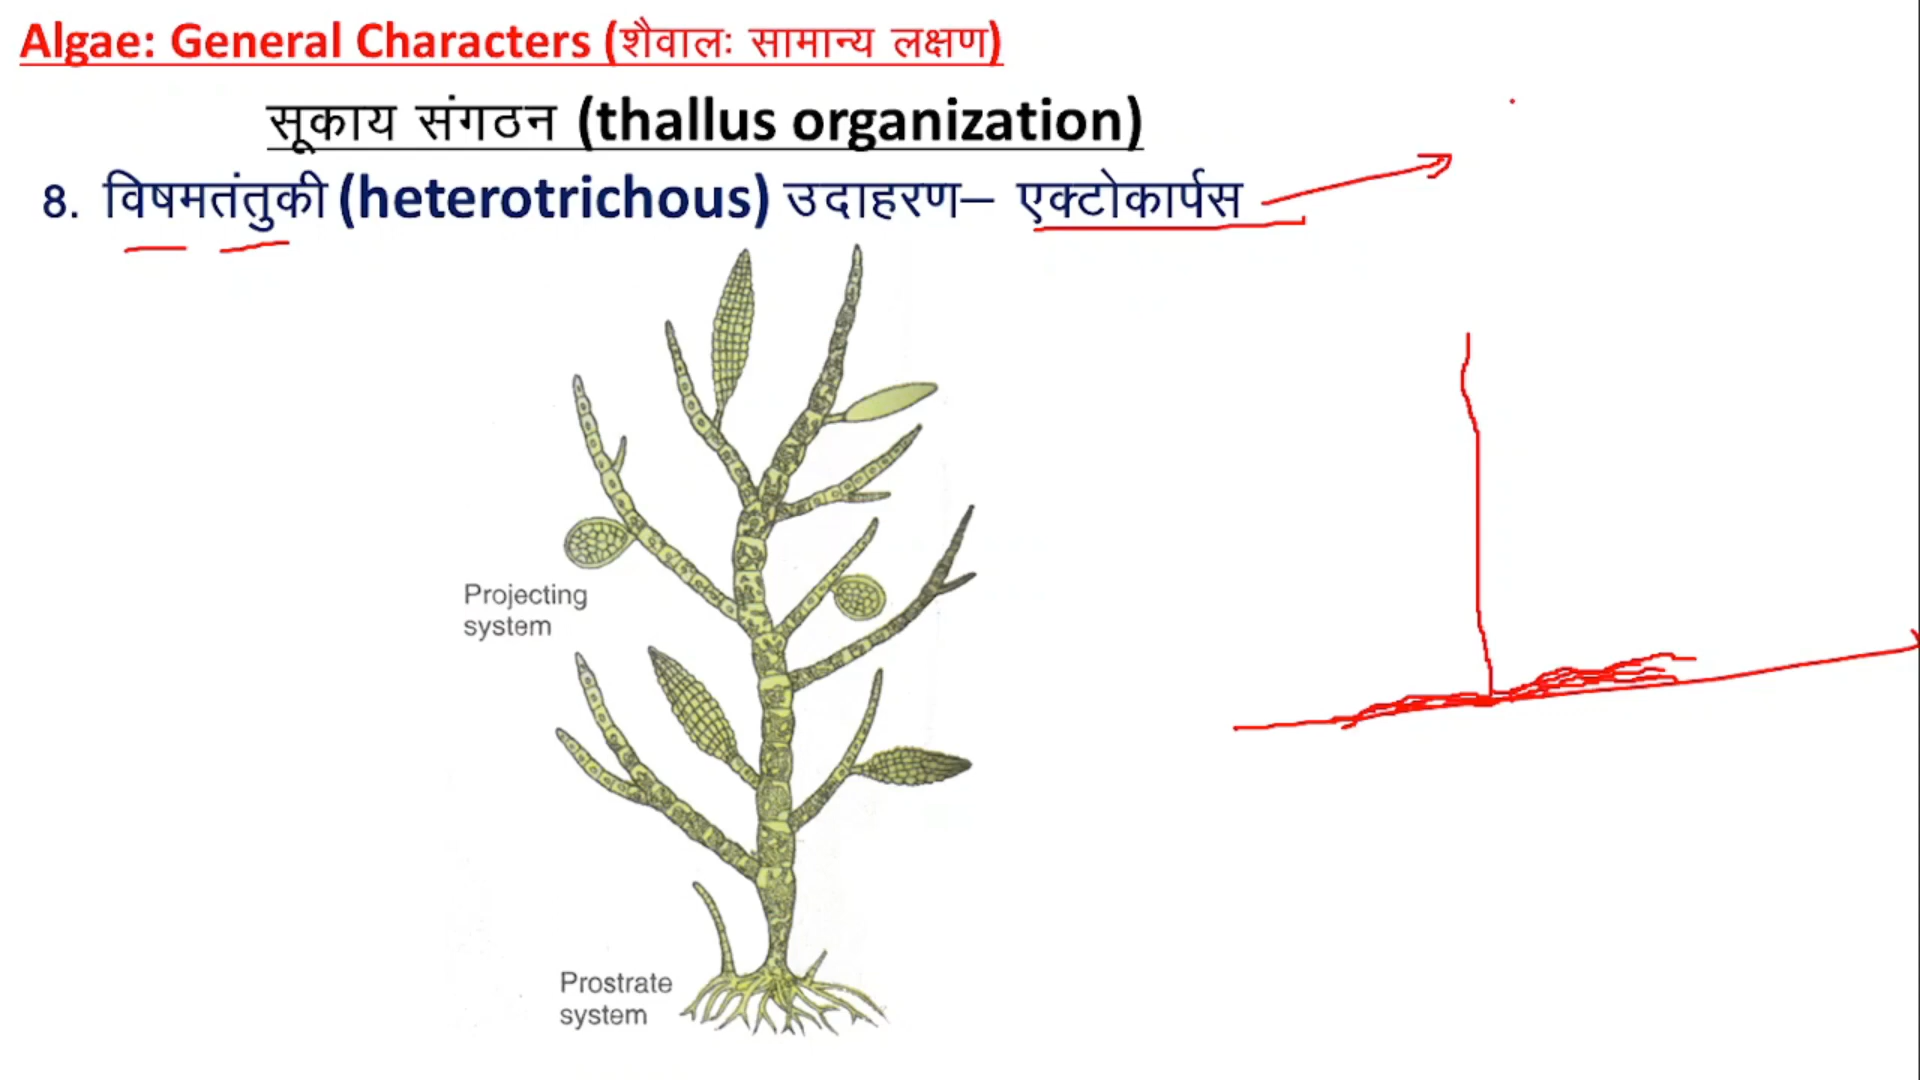 Algae: General Characters (शैवालः सामान्य लक्षण)
सूकाय संगठन (thallus organization)
8. विषमतंतुकी (heterotrichous) उदाहरण– एक्टोकार्पस
Projecting
system
Prostrate
system